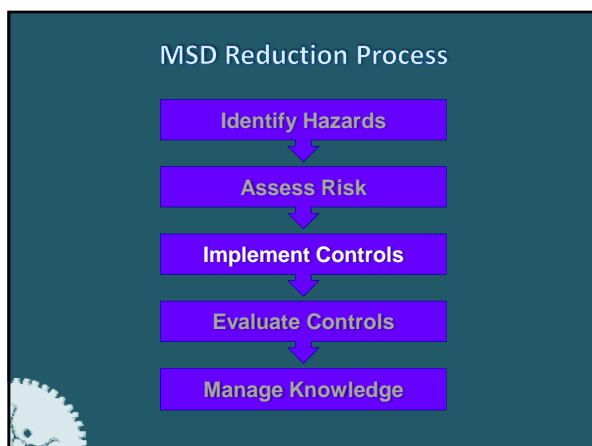 MSD Reduction Process
Identify Hazards
Assess Risk
Implement Controls
Evaluate Controls
Manage Knowledge